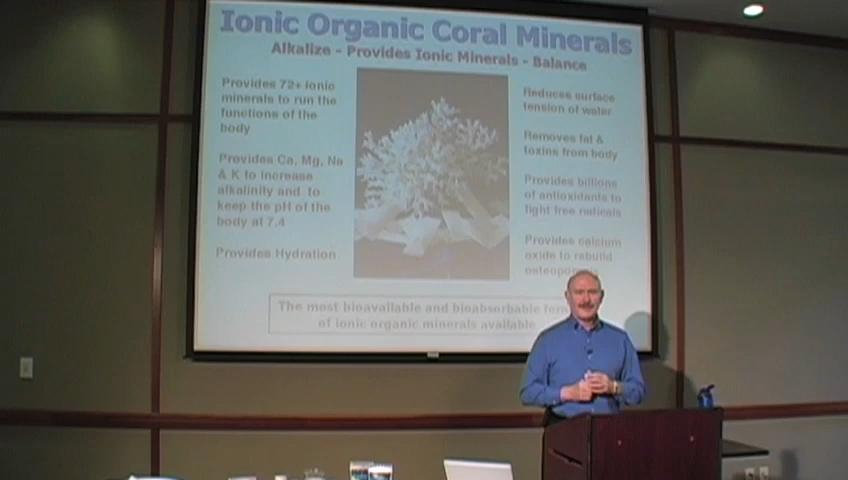 Ionic Organic Coral Minerals
Alkalize - Provides Ionic Minerals - Balance
Provides 72+ ionic
minerals to run the
functions of the
body
Provides Ca, Mg, Na
& K to increase
alkalinity and to
keep the pH of the
body at 7.4
Provides Hydration
Reduces surface
tension of water
Removes fat &
toxins from body
Provides billions
of antioxidants to
fight free radicals
Provides calcium
oxide to rebuild
The most bioavailable and bioabsorbable
of ionic organic minerals available